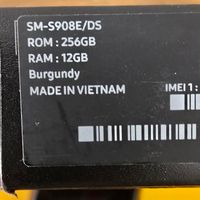 SM-S908E/DS
ROM : 256GB
RAM : 12GB
Burgundy
MADE IN VIETNAM
IMEI 1 :